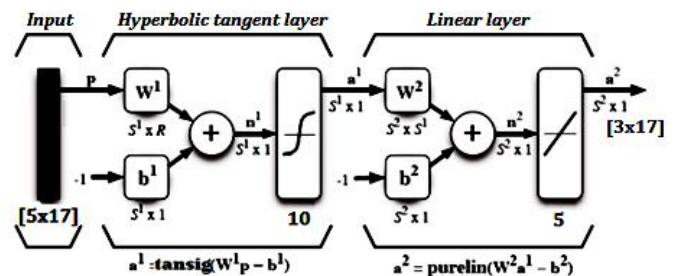 Input Hyperbolic tangent layer Linear layer
p W¹ n¹ a¹ W² n² a²
S¹ x R S¹ x 1 S¹ x 1 S² x S¹ S² x 1 S² x 1
+ +
[3x17]
-1 b¹ -1 b²
S¹ x 1 S² x 1
[5x17] 10 5
a¹ =tansig(W¹p – b¹) a² = purelin(W²a¹ – b²)